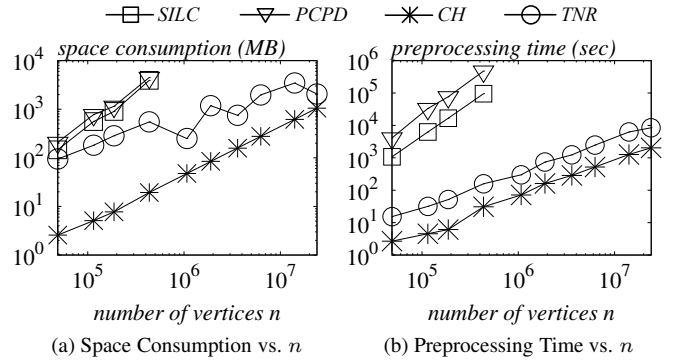 SILC PCPD CH TNR
space consumption (MB)
10^4
10^3
10^2
10^1
10^0
10^5 10^6 10^7
number of vertices n
(a) Space Consumption vs. n
preprocessing time (sec)
10^6
10^5
10^4
10^3
10^2
10^1
10^0
10^5 10^6 10^7
number of vertices n
(b) Preprocessing Time vs. n